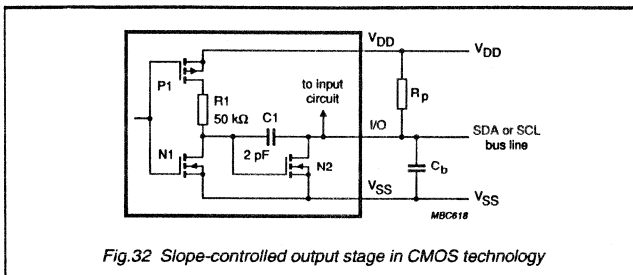 VDD
VDD
P1
R1
50 kΩ
to input
circuit
C1
I/O
Rp
SDA or SCL
bus line
N1
2 pF
N2
Cb
VSS
VSS
MBC618
Fig.32 Slope-controlled output stage in CMOS technology